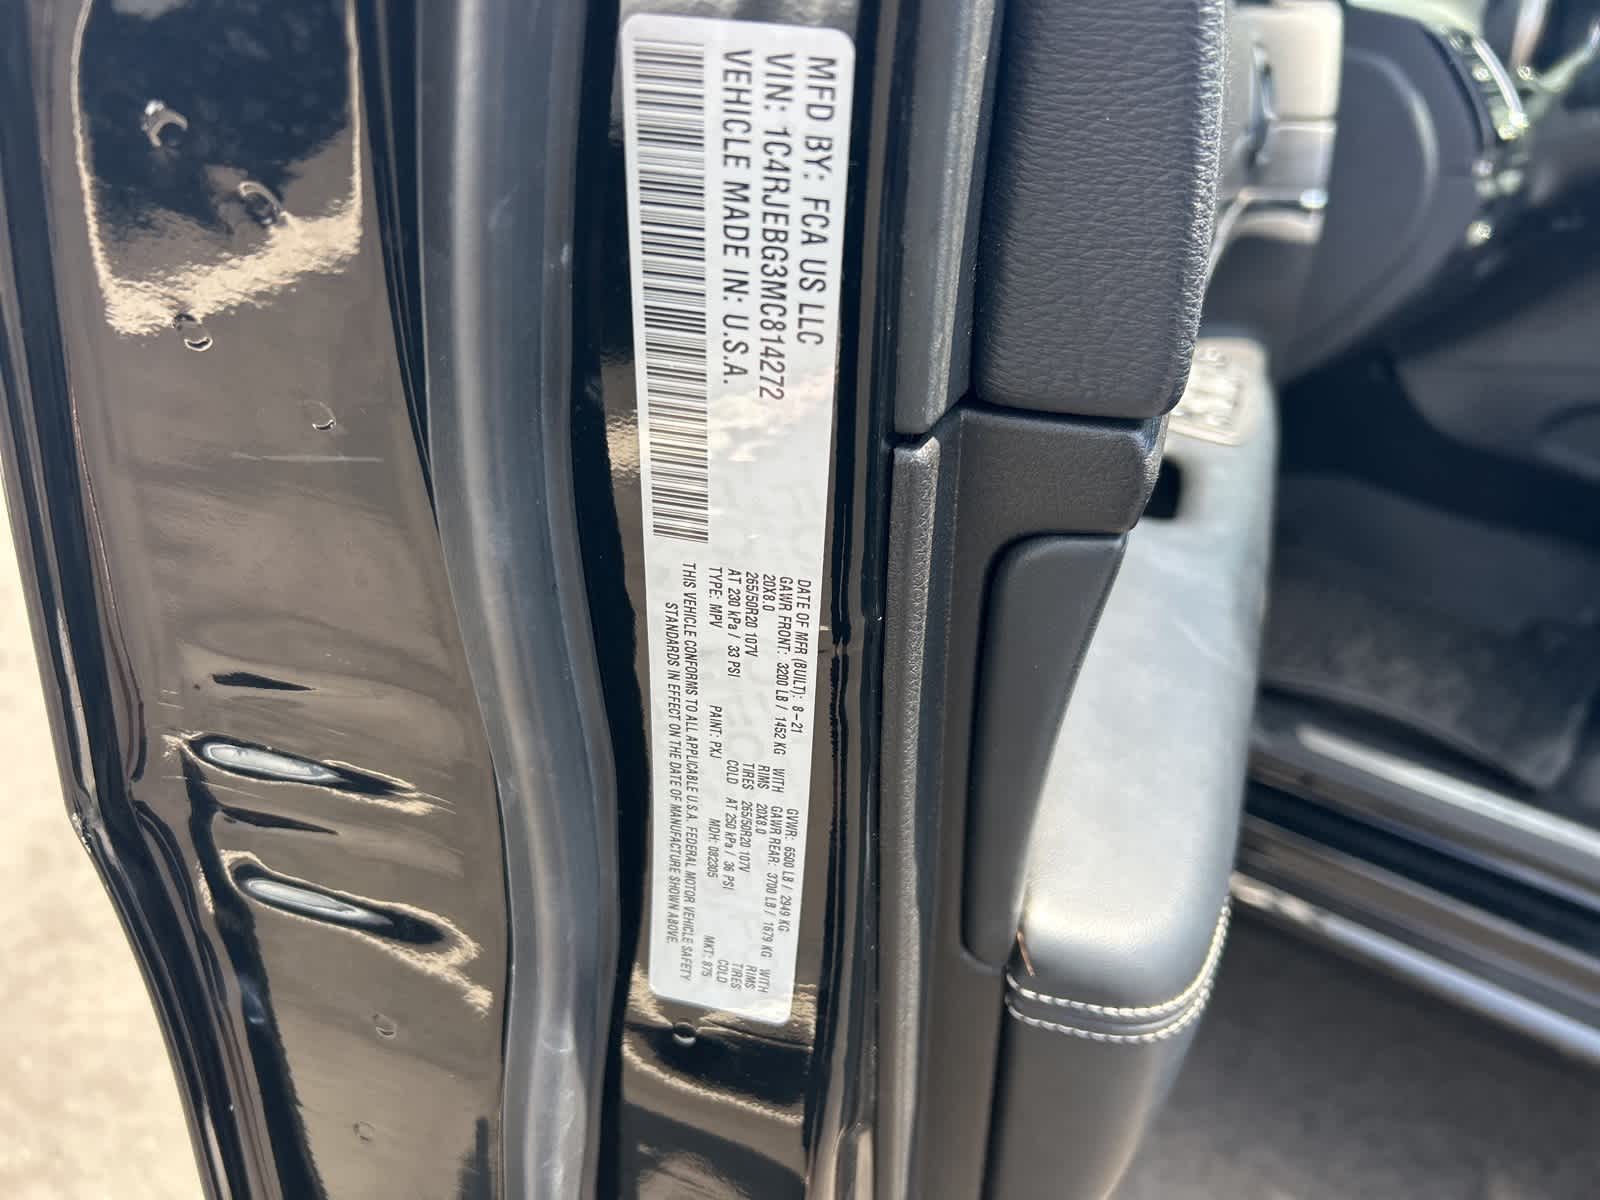 MFD BY: FCA US LLC
VIN: 1C4RJEBG3MC814272
VEHICLE MADE IN: U.S.A.
DATE OF MFR (BUILT): 8-21 GVWR: 6500 LB / 2949 KG
GAWR FRONT: 3200 LB / 1452 KG WITH GAWR REAR: 3700 LB / 1679 KG WITH
20X8.0 RIMS 20X8.0 RIMS
265/50R20 107V TIRES 265/50R20 107V TIRES
AT 230 kPa / 33 PSI COLD AT 250 kPa / 36 PSI COLD
TYPE: MPV PAINT: PXJ MDH: 082305 MKT: 875
THIS VEHICLE CONFORMS TO ALL APPLICABLE U.S.A. FEDERAL MOTOR VEHICLE SAFETY
STANDARDS IN EFFECT ON THE DATE OF MANUFACTURE SHOWN ABOVE.